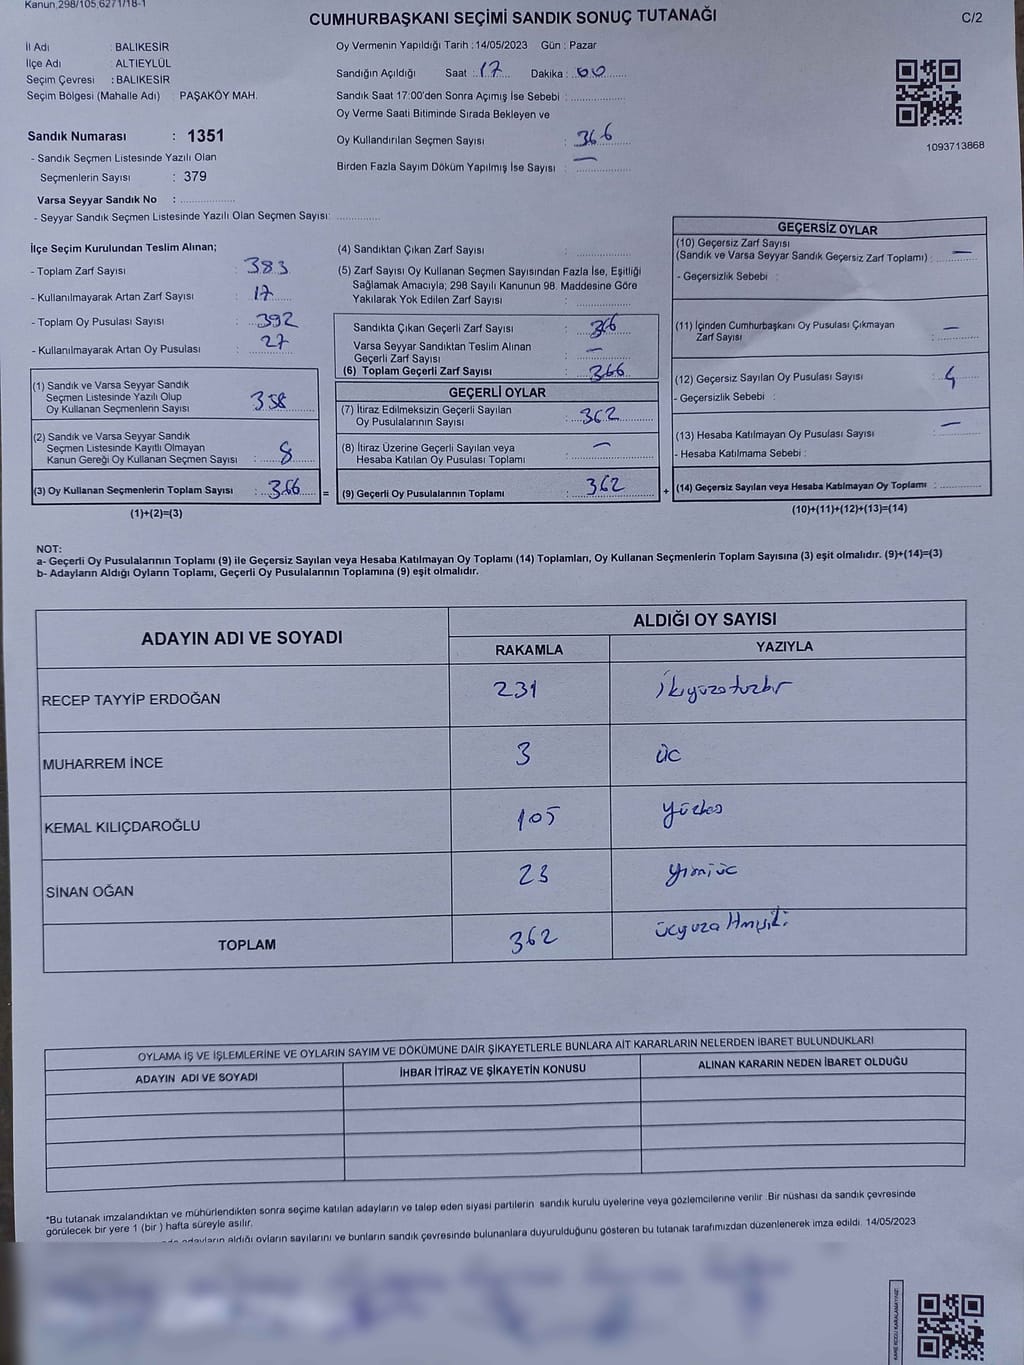 Kanun,298/105,6271/18-1
CUMHURBAŞKANI SEÇİMİ SANDIK SONUÇ TUTANAĞI
C/2
İl Adı : BALIKESİR
İlçe Adı : ALTIEYLÜL
Seçim Çevresi : BALIKESİR
Seçim Bölgesi (Mahalle Adı) : PAŞAKÖY MAH.
Oy Vermenin Yapıldığı Tarih : 14/05/2023 Gün : Pazar
Sandığın Açıldığı Saat : 17 Dakika : 00
Sandık Saat 17:00'den Sonra Açımış İse Sebebi :
Oy Verme Saati Bitiminde Sırada Bekleyen ve
Oy Kullandırılan Seçmen Sayısı : 366
Birden Fazla Sayım Döküm Yapılmış İse Sayısı : —
1093713868
Sandık Numarası : 1351
- Sandık Seçmen Listesinde Yazılı Olan
Seçmenlerin Sayısı : 379
Varsa Seyyar Sandık No :
- Seyyar Sandık Seçmen Listesinde Yazılı Olan Seçmen Sayısı:
İlçe Seçim Kurulundan Teslim Alınan;
- Toplam Zarf Sayısı : 383
- Kullanılmayarak Artan Zarf Sayısı : 17
- Toplam Oy Pusulası Sayısı : 392
- Kullanılmayarak Artan Oy Pusulası : 27
(1) Sandık ve Varsa Seyyar Sandık
Seçmen Listesinde Yazılı Olup
Oy Kullanan Seçmenlerin Sayısı : 358
(2) Sandık ve Varsa Seyyar Sandık
Seçmen Listesinde Kayıtlı Olmayan
Kanun Gereği Oy Kullanan Seçmen Sayısı : 8
(3) Oy Kullanan Seçmenlerin Toplam Sayısı : 366
(1)+(2)=(3)
=
(4) Sandıktan Çıkan Zarf Sayısı :
(5) Zarf Sayısı Oy Kullanan Seçmen Sayısından Fazla İse, Eşitliği
Sağlamak Amacıyla; 298 Sayılı Kanunun 98. Maddesine Göre
Yakılarak Yok Edilen Zarf Sayısı :
Sandıkta Çıkan Geçerli Zarf Sayısı : 366
Varsa Seyyar Sandıktan Teslim Alınan
Geçerli Zarf Sayısı : —
(6) Toplam Geçerli Zarf Sayısı : 366
GEÇERLİ OYLAR
(7) İtiraz Edilmeksizin Geçerli Sayılan
Oy Pusulalarının Sayısı : 362
(8) İtiraz Üzerine Geçerli Sayılan veya
Hesaba Katılan Oy Pusulası Toplamı : —
(9) Geçerli Oy Pusulalarının Toplamı : 362
+
GEÇERSİZ OYLAR
(10) Geçersiz Zarf Sayısı
(Sandık ve Varsa Seyyar Sandık Geçersiz Zarf Toplamı) : —
- Geçersizlik Sebebi :
(11) İçinden Cumhurbaşkanı Oy Pusulası Çıkmayan
Zarf Sayısı : —
(12) Geçersiz Sayılan Oy Pusulası Sayısı : 4
- Geçersizlik Sebebi :
(13) Hesaba Katılmayan Oy Pusulası Sayısı : —
- Hesaba Katılmama Sebebi :
(14) Geçersiz Sayılan veya Hesaba Katılmayan Oy Toplamı :
(10)+(11)+(12)+(13)=(14)
NOT:
a- Geçerli Oy Pusulalarının Toplamı (9) ile Geçersiz Sayılan veya Hesaba Katılmayan Oy Toplamı (14) Toplamları, Oy Kullanan Seçmenlerin Toplam Sayısına (3) eşit olmalıdır. (9)+(14)=(3)
b- Adayların Aldığı Oyların Toplamı, Geçerli Oy Pusulalarının Toplamına (9) eşit olmalıdır.
ADAYIN ADI VE SOYADI
ALDIĞI OY SAYISI
RAKAMLA YAZIYLA
RECEP TAYYİP ERDOĞAN 231 ikiyüzotuzbir
MUHARREM İNCE 3 üc
KEMAL KILIÇDAROĞLU 105 yüzbes
SİNAN OĞAN 23 yirmiüc
TOPLAM 362 ücyüzaltmışiki
OYLAMA İŞ VE İŞLEMLERİNE VE OYLARIN SAYIM VE DÖKÜMÜNE DAİR ŞİKAYETLERLE BUNLARA AİT KARARLARIN NELERDEN İBARET BULUNDUKLARI
ADAYIN ADI VE SOYADI İHBAR İTİRAZ VE ŞİKAYETİN KONUSU ALINAN KARARIN NEDEN İBARET OLDUĞU
*Bu tutanak imzalandıktan ve mühürlendikten sonra seçime katılan adayların ve talep eden siyasi partilerin sandık kurulu üyelerine veya gözlemcilerine verilir .Bir nüshası da sandık çevresinde
görülecek bir yere 1 (bir ) hafta süreyle asılır.
adayların aldığı oyların sayılarını ve bunların sandık çevresinde bulunanlara duyurulduğunu gösteren bu tutanak tarafımızdan düzenlenerek imza edildi. 14/05/2023